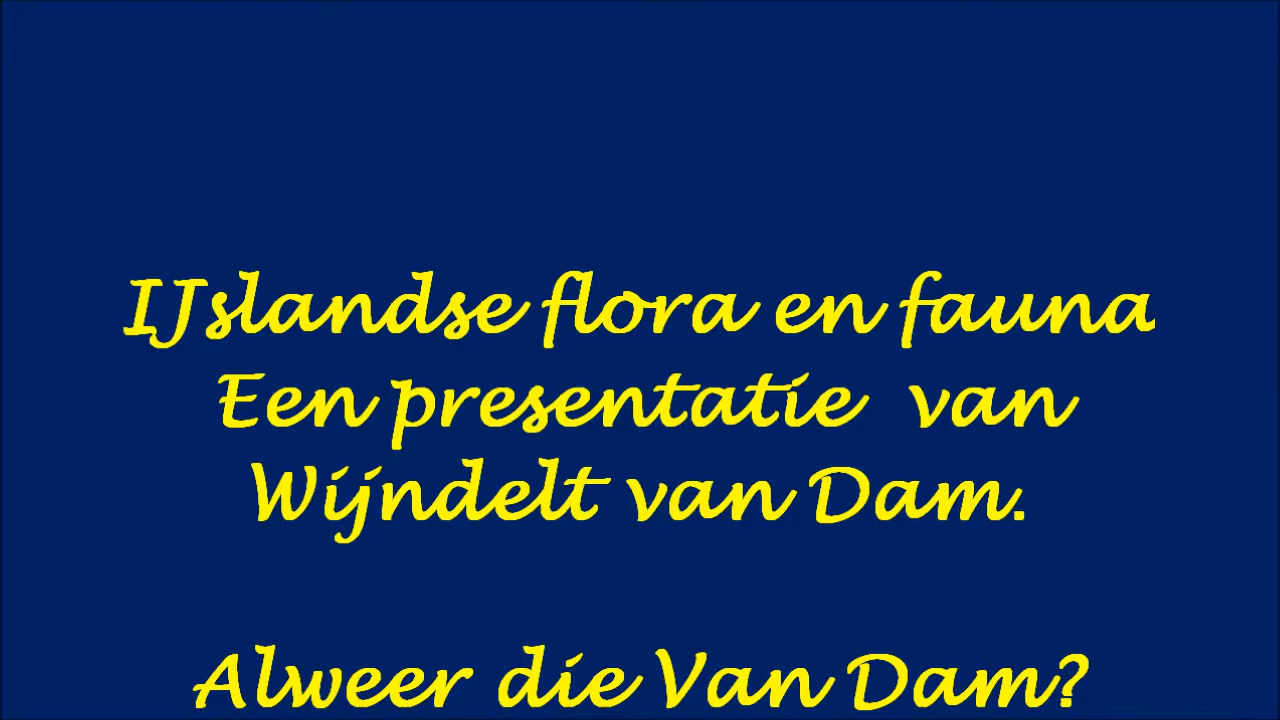 IJslandse flora en fauna
Een presentatie van
Wijndelt van Dam.
Alweer die Van Dam?